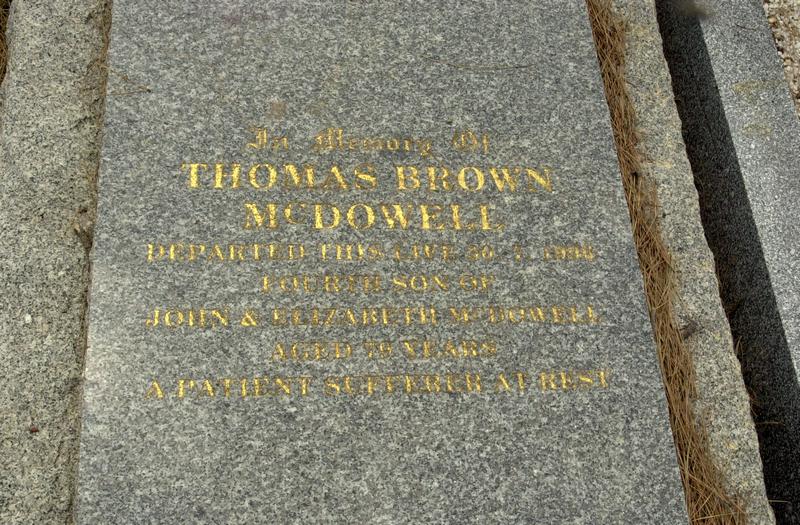 In Memory Of
THOMAS BROWN
McDOWELL
DEPARTED THIS LIFE
FOURTH SON OF
JOHN & ELIZABETH McDOWELL
AGED 79 YEARS
A PATIENT SUFFERER AT REST